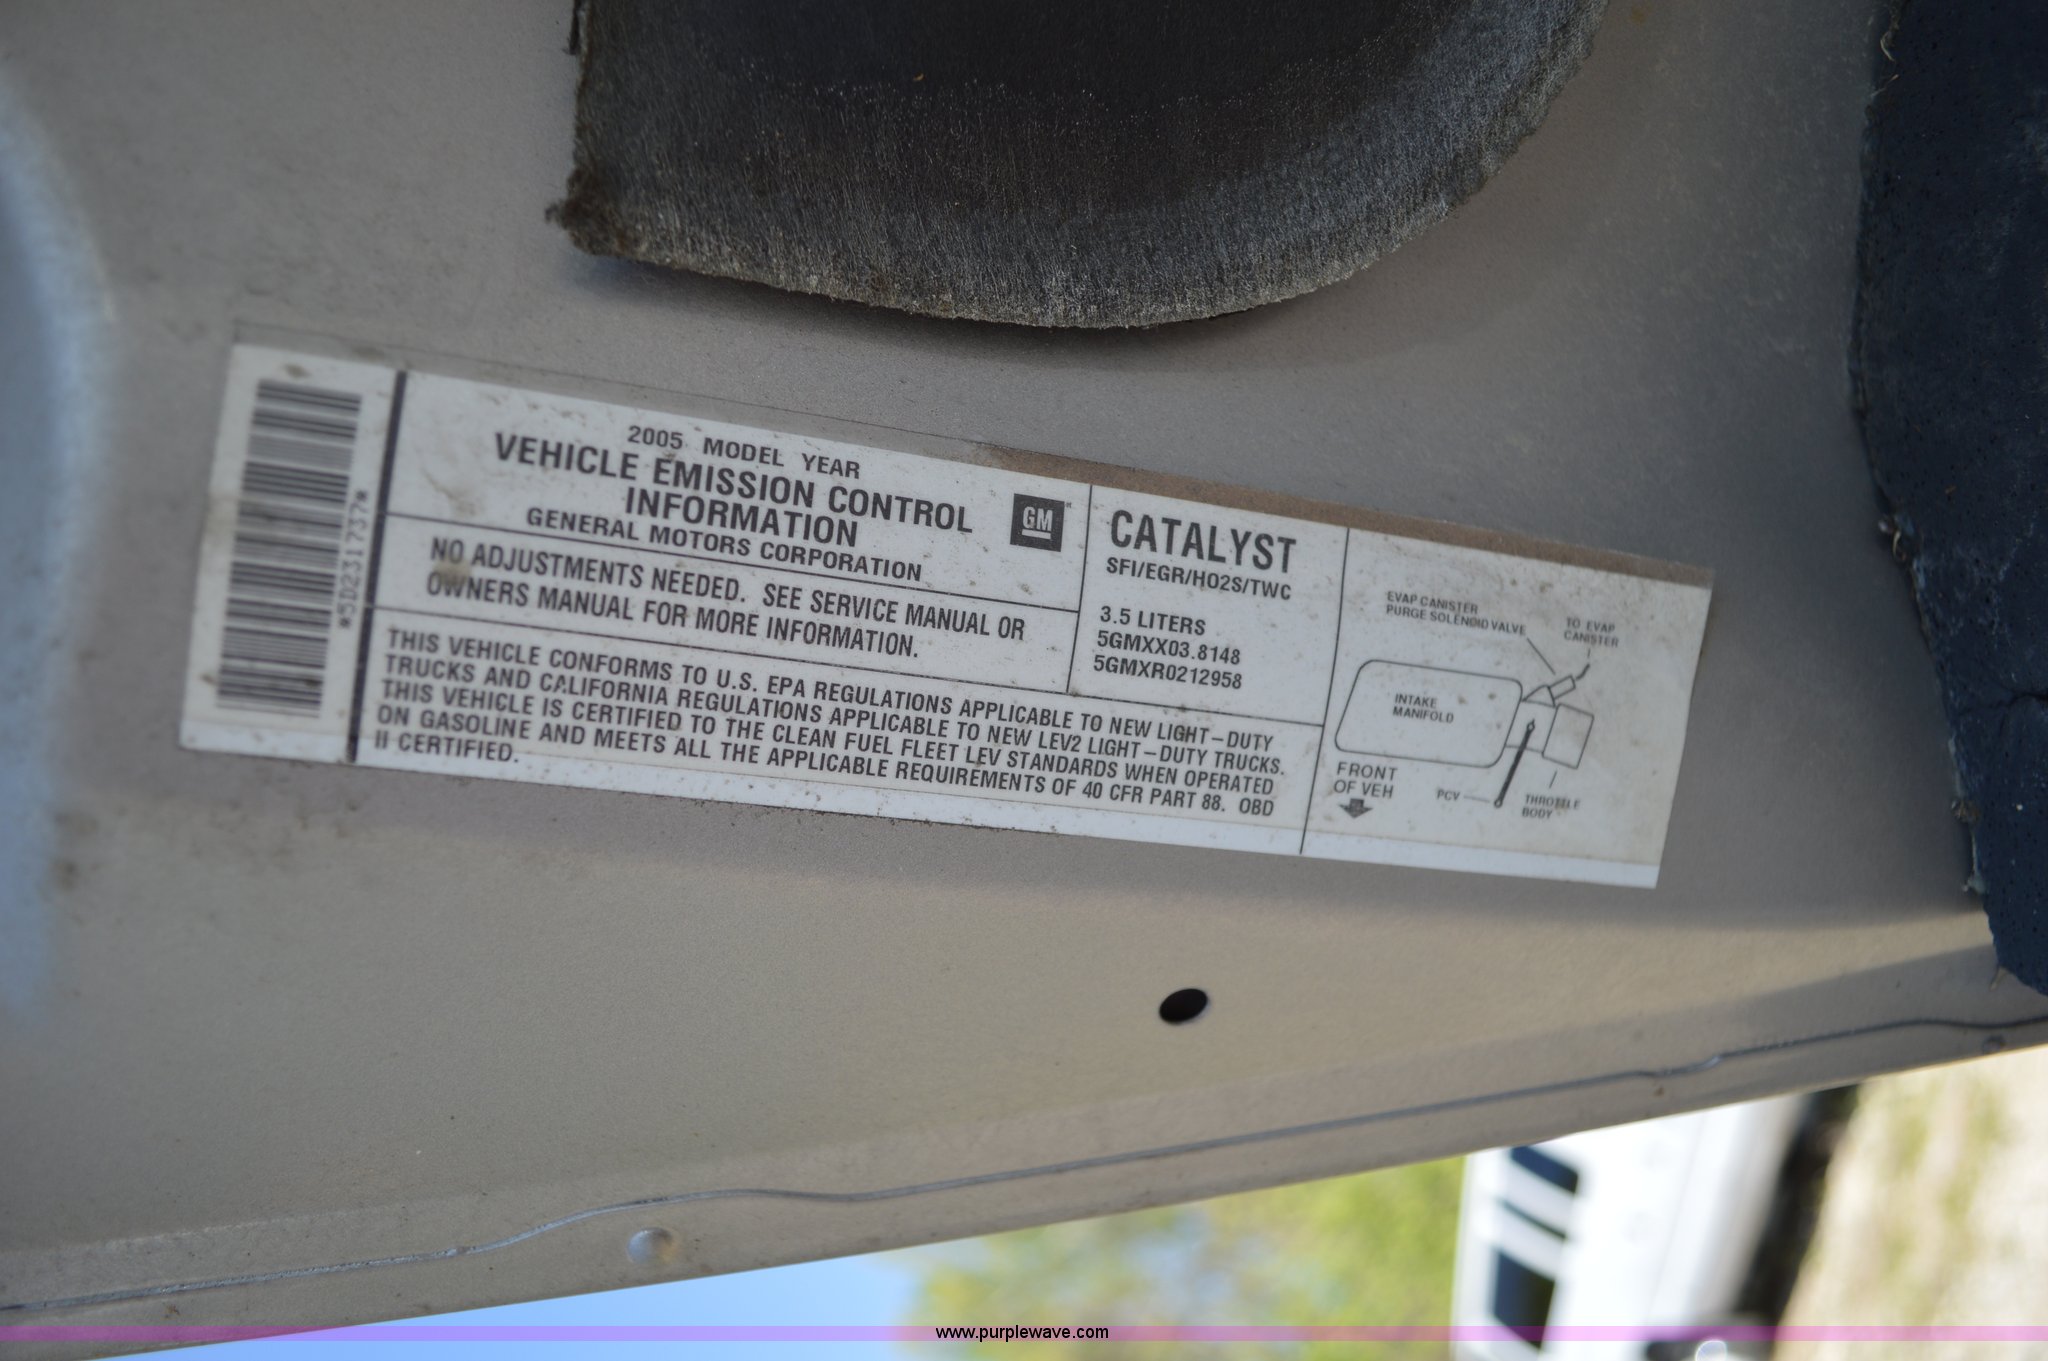 *5D231737*
2005 MODEL YEAR
VEHICLE EMISSION CONTROL
INFORMATION
GENERAL MOTORS CORPORATION
GM
NO ADJUSTMENTS NEEDED. SEE SERVICE MANUAL OR
OWNERS MANUAL FOR MORE INFORMATION.
THIS VEHICLE CONFORMS TO U.S. EPA REGULATIONS APPLICABLE TO NEW LIGHT-DUTY
TRUCKS AND CALIFORNIA REGULATIONS APPLICABLE TO NEW LEV2 LIGHT-DUTY TRUCKS.
THIS VEHICLE IS CERTIFIED TO THE CLEAN FUEL FLEET LEV STANDARDS WHEN OPERATED
ON GASOLINE AND MEETS ALL THE APPLICABLE REQUIREMENTS OF 40 CFR PART 88. OBD
II CERTIFIED.
CATALYST
SFI/EGR/HO2S/TWC
3.5 LITERS
5GMXX03.8148
5GMXR0212958
EVAP CANISTER
PURGE SOLENOID VALVE
TO EVAP
CANISTER
INTAKE
MANIFOLD
FRONT
OF VEH
PCV
THROTTLE
BODY
www.purplewave.com